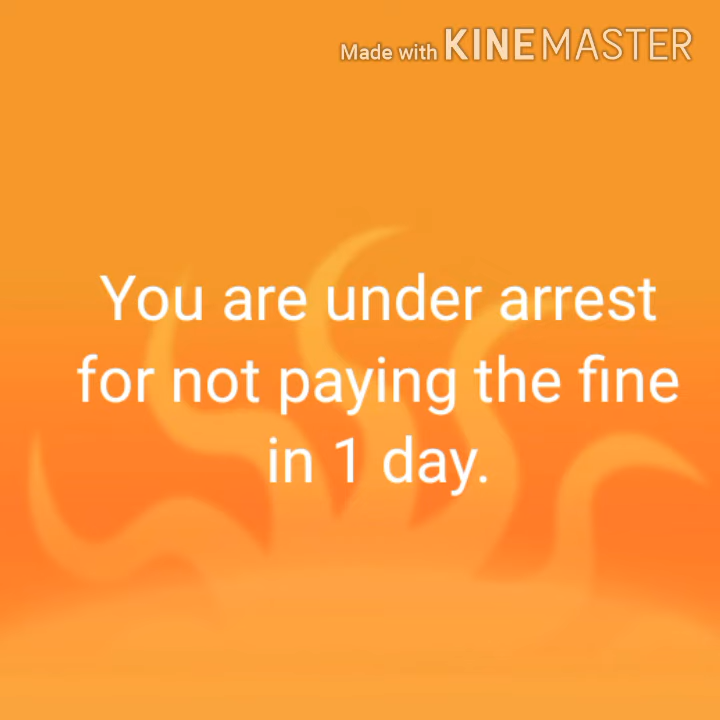 Made with KINEMASTER
You are under arrest
for not paying the fine
in 1 day.